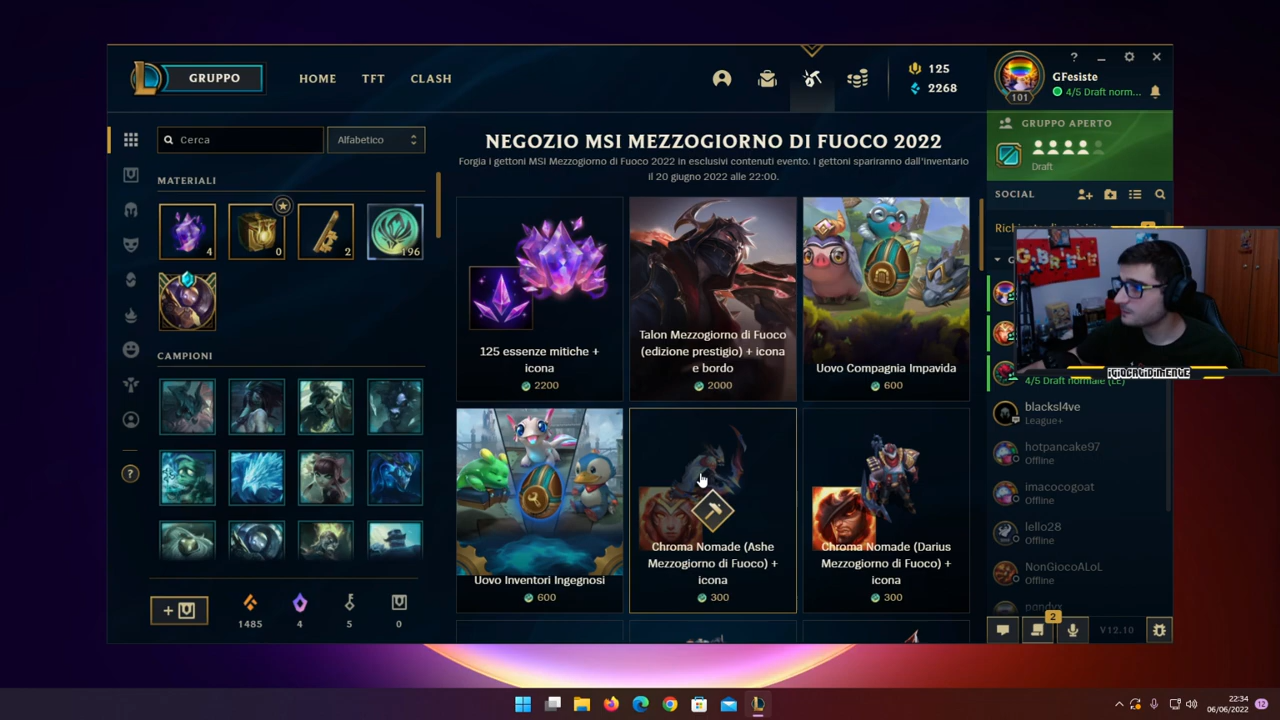 GRUPPO
HOME
TFT
CLASH
125
2268
101
GFesiste
4/5 Draft norm...
GRUPPO APERTO
Draft
SOCIAL
Cerca
Alfabetico
MATERIALI
4
0
2
196
CAMPIONI
1485
4
5
0
NEGOZIO MSI MEZZOGIORNO DI FUOCO 2022
Forgia i gettoni MSI Mezzogiorno di Fuoco 2022 in esclusivi contenuti evento. I gettoni spariranno dall'inventario
il 20 giugno 2022 alle 22:00.
125 essenze mitiche +
icona
2200
Talon Mezzogiorno di Fuoco
(edizione prestigio) + icona
e bordo
2000
Uovo Compagnia Impavida
600
Uovo Inventori Ingegnosi
600
Chroma Nomade (Ashe
Mezzogiorno di Fuoco) +
icona
300
Chroma Nomade (Darius
Mezzogiorno di Fuoco) +
icona
300
4/5 Draft normale (LE)
blacksl4ve
League+
hotpancake97
Offline
imacocogoat
Offline
lello28
Offline
NonGiocoALoL
Offline
2
V12.10
22:34
06/06/2022
12